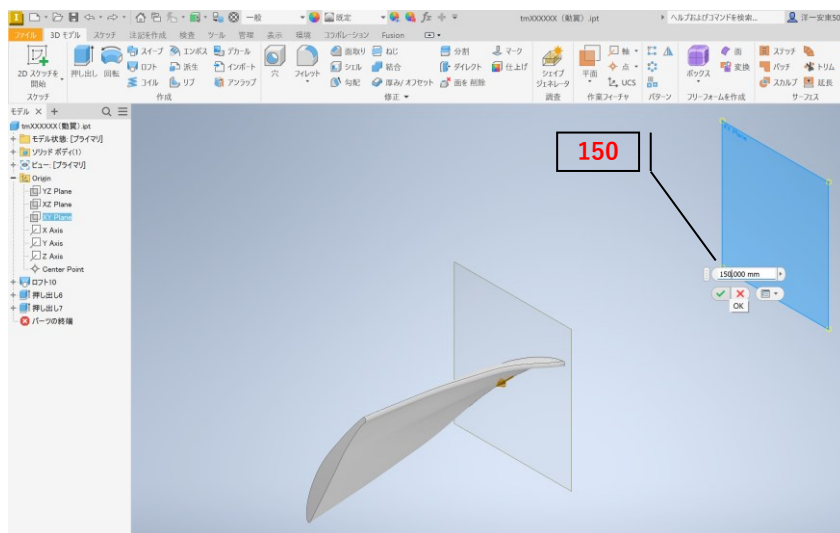 一般
既定
tmXXXXXX（動翼）.ipt
ヘルプおよびコマンドを検索...
洋一安東50
ファイル 3D モデル スケッチ 注記を作成 検査 ツール 管理 表示 環境 コラボレーション Fusion
2D スケッチを
開始
スケッチ
押し出し
回転
スイープ エンボス デカール
ロフト 派生 インポート
コイル リブ アンラップ
作成
穴
フィレット
面取り ねじ 分割 マーク
シェル 結合 ダイレクト 仕上げ
勾配 厚み/オフセット 面を 削除
修正
シェイプ
ジェネレータ
調査
平面
軸
点
UCS
作業フィーチャ
パターン
ボックス
面
変換
フリーフォームを作成
ステッチ
パッチ トリム
スカルプ 延長
サーフェス
モデル
tmXXXXXX（動翼）.ipt
モデル状態: [プライマリ]
ソリッド ボディ(1)
ビュー: [プライマリ]
Origin
YZ Plane
XZ Plane
XY Plane
X Axis
Y Axis
Z Axis
Center Point
ロフト10
押し出し6
押し出し7
パーツの終端
XY Plane
150
150.000 mm
OK